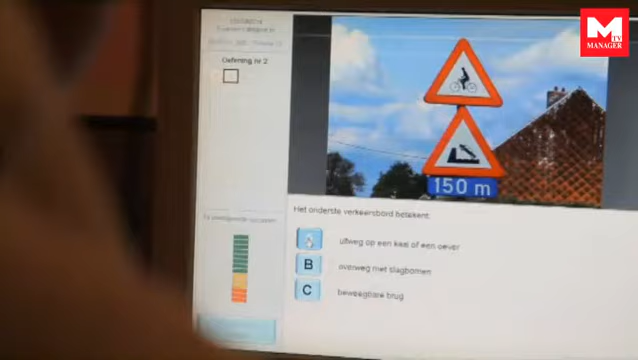 M
TV
MANAGER
Oefening nr 2
150 m
Het onderste verkeersbord betekent:
A
uitweg op een kaai of een oever
B
overweg met slagbomen
C
beweegbare brug